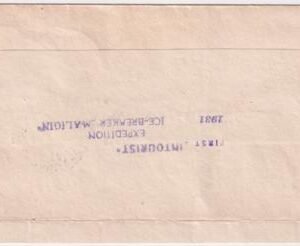 FIRST „INTOURIST"
EXPEDITION
ICE-BREAKER „MALIGIN"
1931